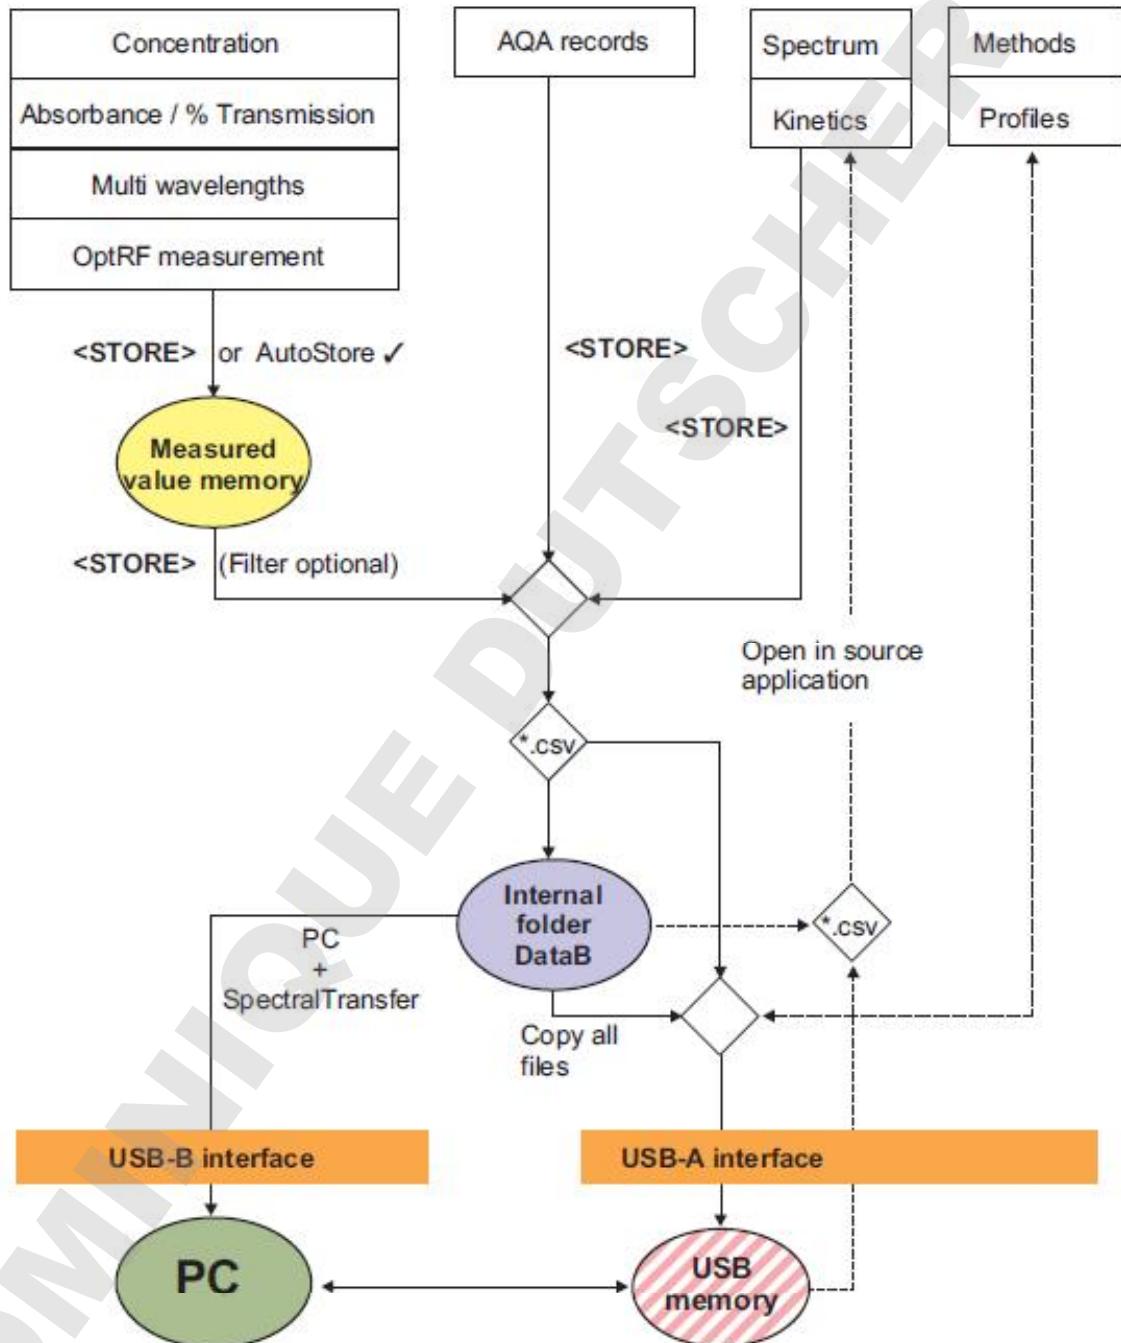 Concentration
Absorbance / % Transmission
Multi wavelengths
OptRF measurement
AQA records
Spectrum
Kinetics
Methods
Profiles
<STORE> or AutoStore ✓
<STORE>
<STORE>
Measured
value memory
<STORE> (Filter optional)
Open in source
application
*.csv
Internal
folder
DataB
*.csv
PC
+
SpectralTransfer
Copy all
files
USB-B interface
USB-A interface
PC
USB
memory
OMINIQUE DUTSCHER